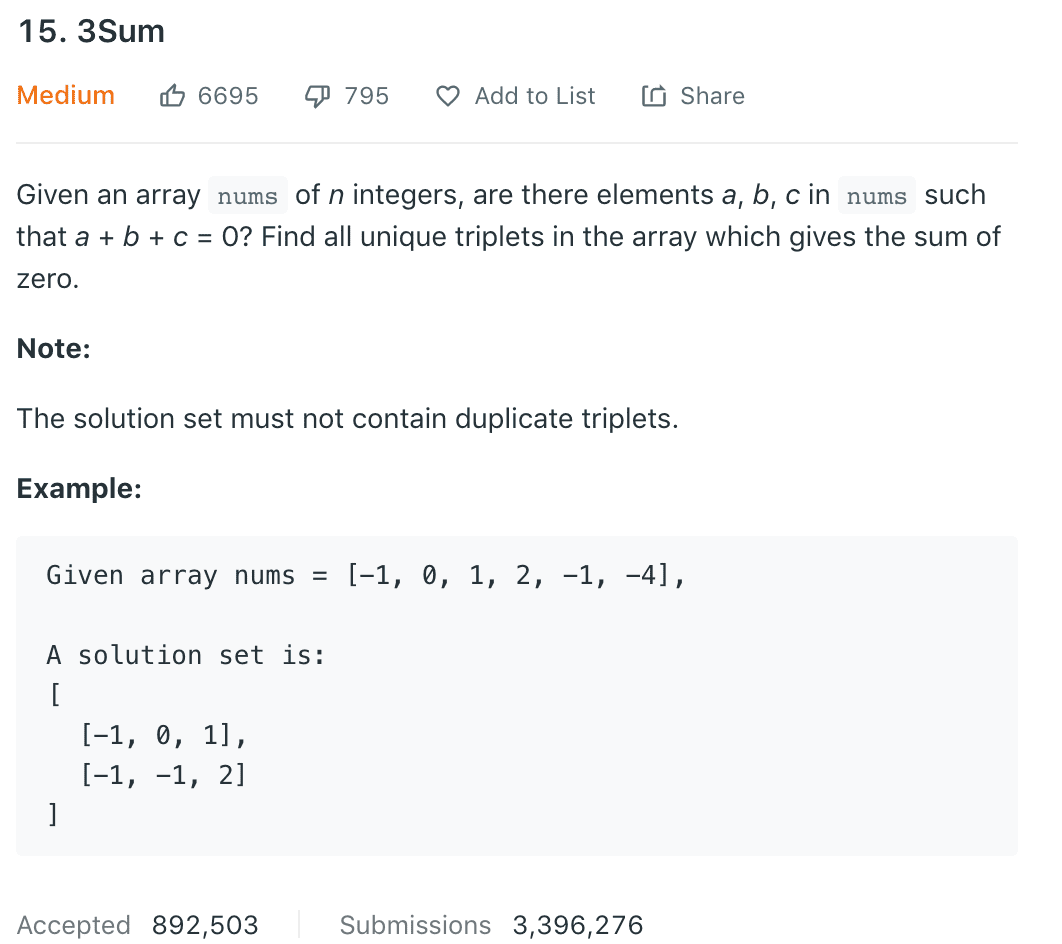 15. 3Sum
Medium 6695 795 Add to List Share
Given an array nums of n integers, are there elements a, b, c in nums such
that a + b + c = 0? Find all unique triplets in the array which gives the sum of
zero.
Note:
The solution set must not contain duplicate triplets.
Example:
Given array nums = [-1, 0, 1, 2, -1, -4],
A solution set is:
[
[-1, 0, 1],
[-1, -1, 2]
]
Accepted 892,503 Submissions 3,396,276